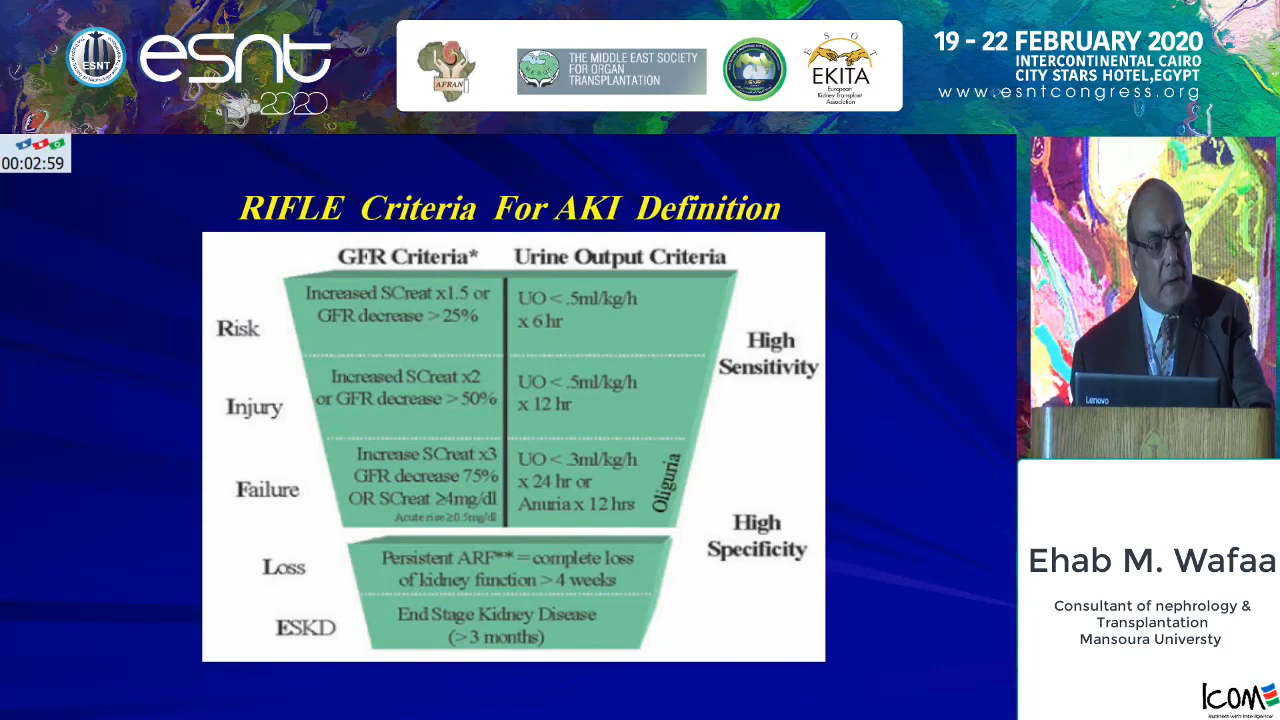 ESNT
esnt
2020
AFRAN
THE MIDDLE EAST SOCIETY
FOR ORGAN
TRANSPLANTATION
E S O T
EKITA
European
Kidney Transplant
Association
19 - 22 FEBRUARY 2020
INTERCONTINENTAL CAIRO
CITY STARS HOTEL,EGYPT
www.esntcongress.org
00:02:59
RIFLE Criteria For AKI Definition
GFR Criteria*
Urine Output Criteria
Risk
Increased SCreat x1.5 or
GFR decrease > 25%
UO < .5ml/kg/h
x 6 hr
High
Sensitivity
Injury
Increased SCreat x2
or GFR decrease > 50%
UO < .5ml/kg/h
x 12 hr
Failure
Increase SCreat x3
GFR decrease 75%
OR SCreat ≥4mg/dl
Acute rise ≥0.5mg/dl
UO < .3ml/kg/h
x 24 hr or
Anuria x 12 hrs
Oliguria
High
Specificity
Loss
Persistent ARF** = complete loss
of kidney function > 4 weeks
ESKD
End Stage Kidney Disease
(> 3 months)
Lenovo
Ehab M. Wafaa
Consultant of nephrology &
Transplantation
Mansoura Universty
ICOM
Partners with Intelligence!